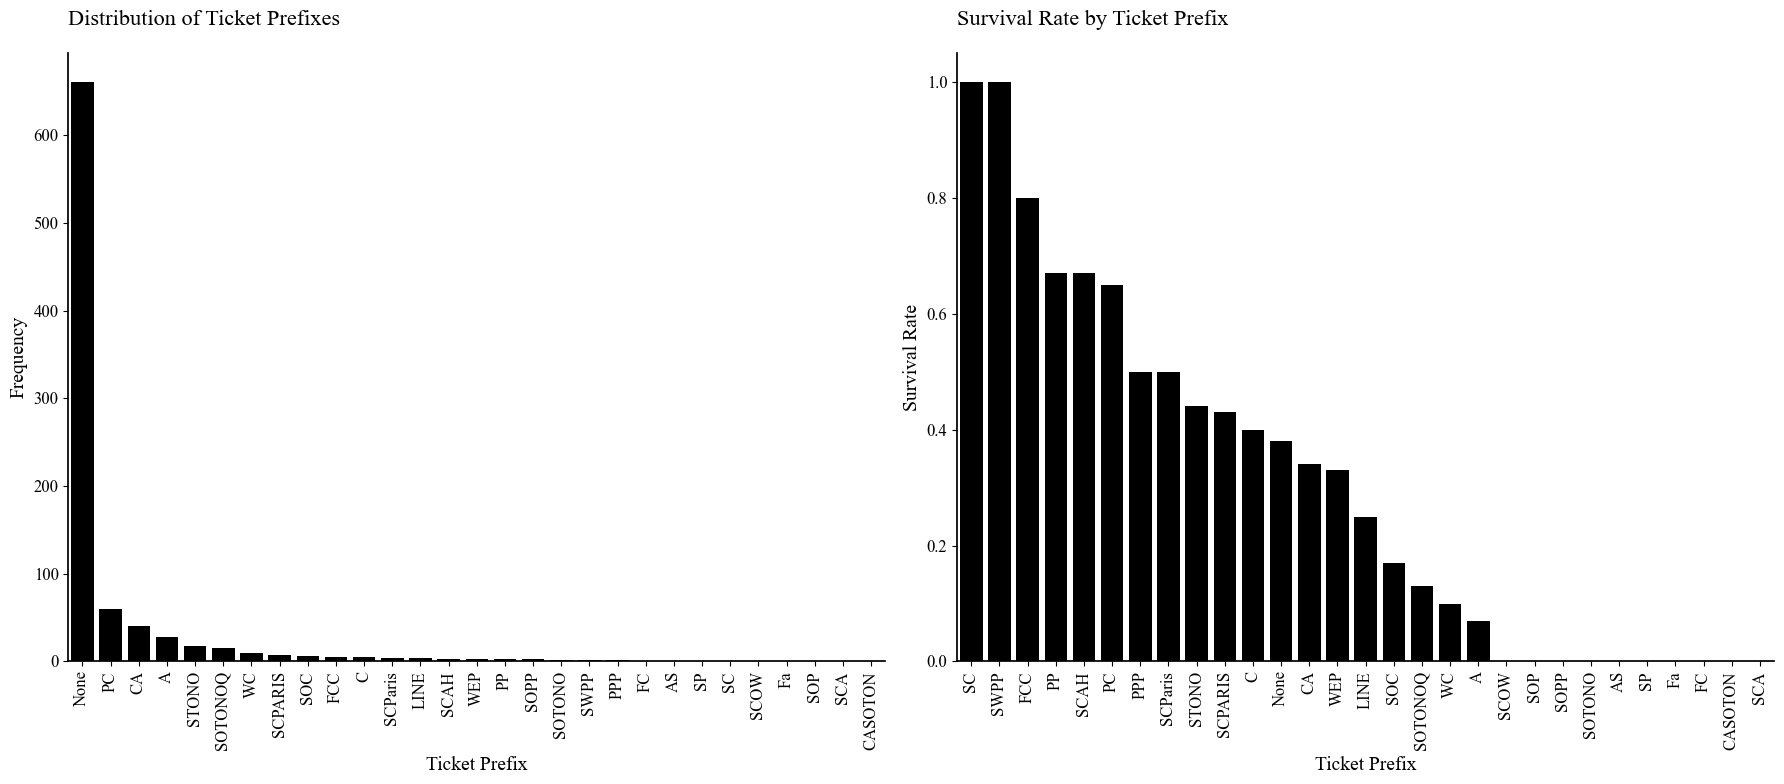 Distribution of Ticket Prefixes
600
500
400
300
200
100
0
Frequency
None
PC
CA
A
STONO
SOTONOQ
WC
SCPARIS
SOC
FCC
C
SCParis
LINE
SCAH
WEP
PP
SOPP
SOTONO
SWPP
PPP
FC
AS
SP
SC
SCOW
Fa
SOP
SCA
CASOTON
Ticket Prefix
Survival Rate by Ticket Prefix
1.0
0.8
0.6
0.4
0.2
0.0
Survival Rate
SC
SWPP
FCC
PP
SCAH
PC
PPP
SCParis
STONO
SCPARIS
C
None
CA
WEP
LINE
SOC
SOTONOQ
WC
A
SCOW
SOP
SOPP
SOTONO
AS
SP
Fa
FC
CASOTON
SCA
Ticket Prefix